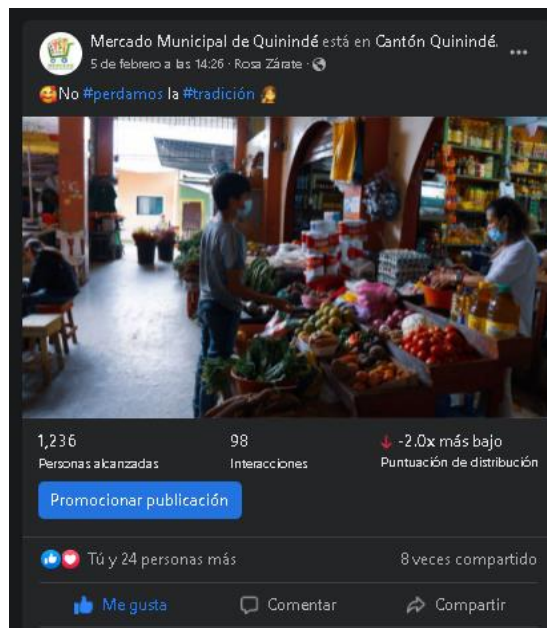 Mercado Municipal de Quinindé está en Cantón Quinindé.
5 de febrero a las 14:26 · Rosa Zárate ·
No #perdamos la #tradición
1,236
Personas alcanzadas
98
Interacciones
-2.0x más bajo
Puntuación de distribución
Promocionar publicación
Tú y 24 personas más
8 veces compartido
Me gusta
Comentar
Compartir